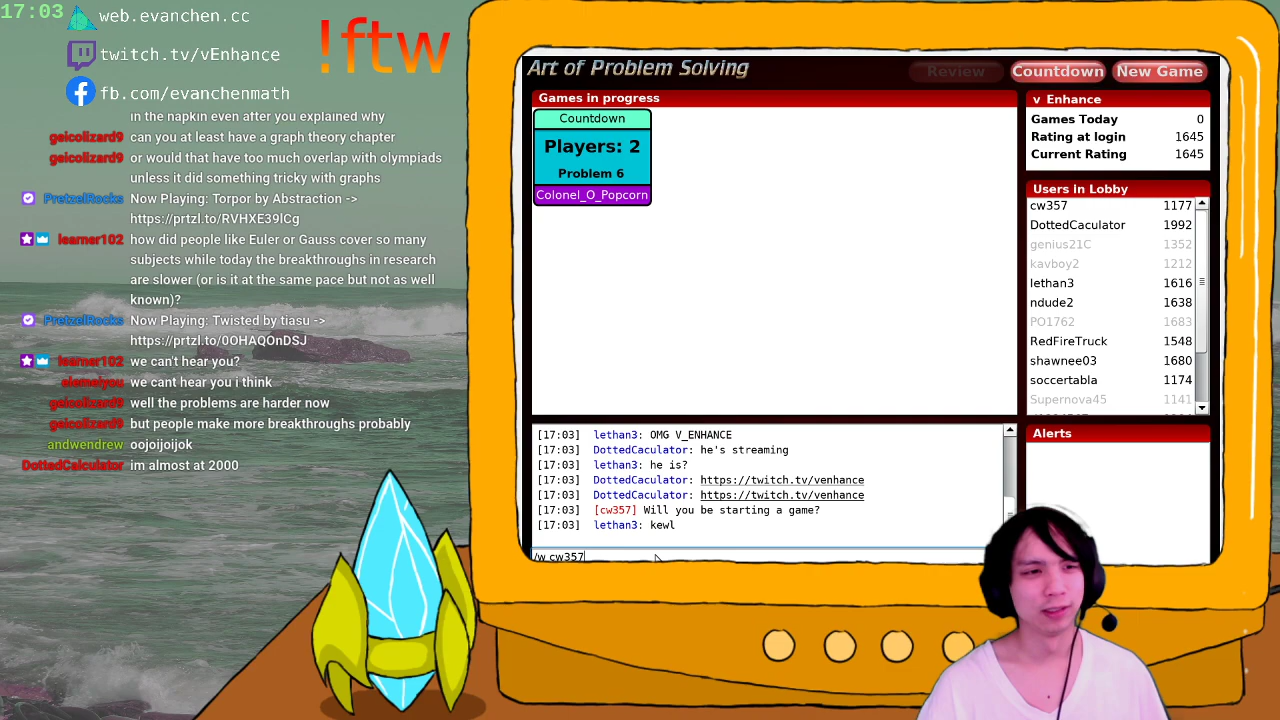 17:03
web.evanchen.cc
twitch.tv/vEnhance
fb.com/evanchenmath
!ftw
in the napkin even after you explained why
geicolizard9 can you at least have a graph theory chapter
geicolizard9 or would that have too much overlap with olympiads
unless it did something tricky with graphs
PretzelRocks Now Playing: Torpor by Abstraction ->
https://prtzl.to/RVHXE39lCg
learner102 how did people like Euler or Gauss cover so many
subjects while today the breakthroughs in research
are slower (or is it at the same pace but not as well
known)?
PretzelRocks Now Playing: Twisted by tiasu ->
https://prtzl.to/0OHAQOnDSJ
learner102 we can't hear you?
elemelyou we cant hear you i think
geicolizard9 well the problems are harder now
geicolizard9 but people make more breakthroughs probably
andwendrew oojoijoijok
DottedCalculator im almost at 2000
Art of Problem Solving
Review
Countdown
New Game
Games in progress
Countdown
Players: 2
Problem 6
Colonel_O_Popcorn
v_Enhance
Games Today 0
Rating at login 1645
Current Rating 1645
Users in Lobby
cw357 1177
DottedCaculator 1992
genius21C 1352
kavboy2 1212
lethan3 1616
ndude2 1638
PO1762 1683
RedFireTruck 1548
shawnee03 1680
soccertabla 1174
Supernova45 1141
Alerts
[17:03] lethan3: OMG V_ENHANCE
[17:03] DottedCaculator: he's streaming
[17:03] lethan3: he is?
[17:03] DottedCaculator: https://twitch.tv/venhance
[17:03] DottedCaculator: https://twitch.tv/venhance
[17:03] [cw357] Will you be starting a game?
[17:03] lethan3: kewl
/w cw357